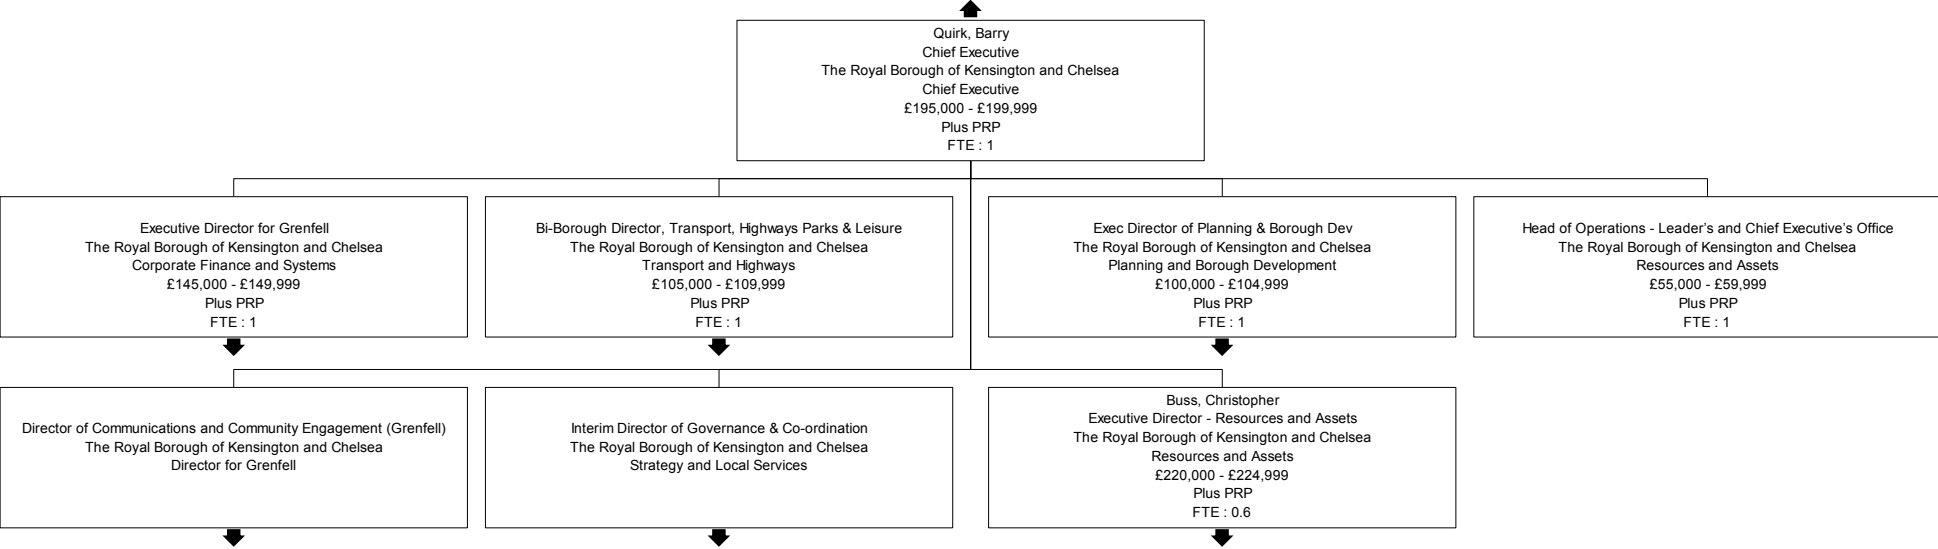 Quirk, Barry
Chief Executive
The Royal Borough of Kensington and Chelsea
Chief Executive
£195,000 - £199,999
Plus PRP
FTE : 1
Executive Director for Grenfell
The Royal Borough of Kensington and Chelsea
Corporate Finance and Systems
£145,000 - £149,999
Plus PRP
FTE : 1
Bi-Borough Director, Transport, Highways Parks & Leisure
The Royal Borough of Kensington and Chelsea
Transport and Highways
£105,000 - £109,999
Plus PRP
FTE : 1
Exec Director of Planning & Borough Dev
The Royal Borough of Kensington and Chelsea
Planning and Borough Development
£100,000 - £104,999
Plus PRP
FTE : 1
Head of Operations - Leader's and Chief Executive's Office
The Royal Borough of Kensington and Chelsea
Resources and Assets
£55,000 - £59,999
Plus PRP
FTE : 1
Director of Communications and Community Engagement (Grenfell)
The Royal Borough of Kensington and Chelsea
Director for Grenfell
Interim Director of Governance & Co-ordination
The Royal Borough of Kensington and Chelsea
Strategy and Local Services
Buss, Christopher
Executive Director - Resources and Assets
The Royal Borough of Kensington and Chelsea
Resources and Assets
£220,000 - £224,999
Plus PRP
FTE : 0.6